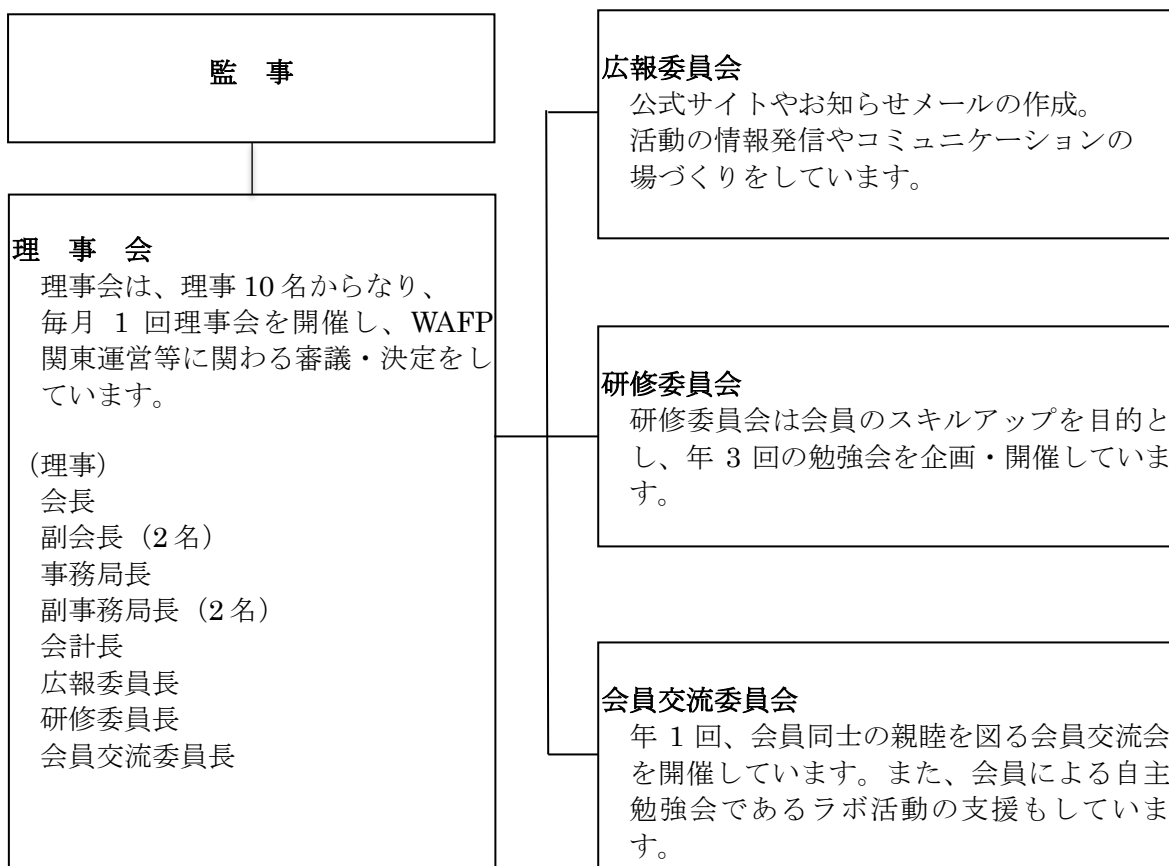 監　事
理　事　会
理事会は、理事 10 名からなり、
毎月 1 回理事会を開催し、WAFP
関東運営等に関わる審議・決定をし
ています。
（理事）
会長
副会長（2 名）
事務局長
副事務局長（2 名）
会計長
広報委員長
研修委員長
会員交流委員長
広報委員会
公式サイトやお知らせメールの作成。
活動の情報発信やコミュニケーションの
場づくりをしています。
研修委員会
研修委員会は会員のスキルアップを目的と
し、年 3 回の勉強会を企画・開催していま
す。
会員交流委員会
年 1 回、会員同士の親睦を図る会員交流会
を開催しています。また、会員による自主
勉強会であるラボ活動の支援もしていま
す。